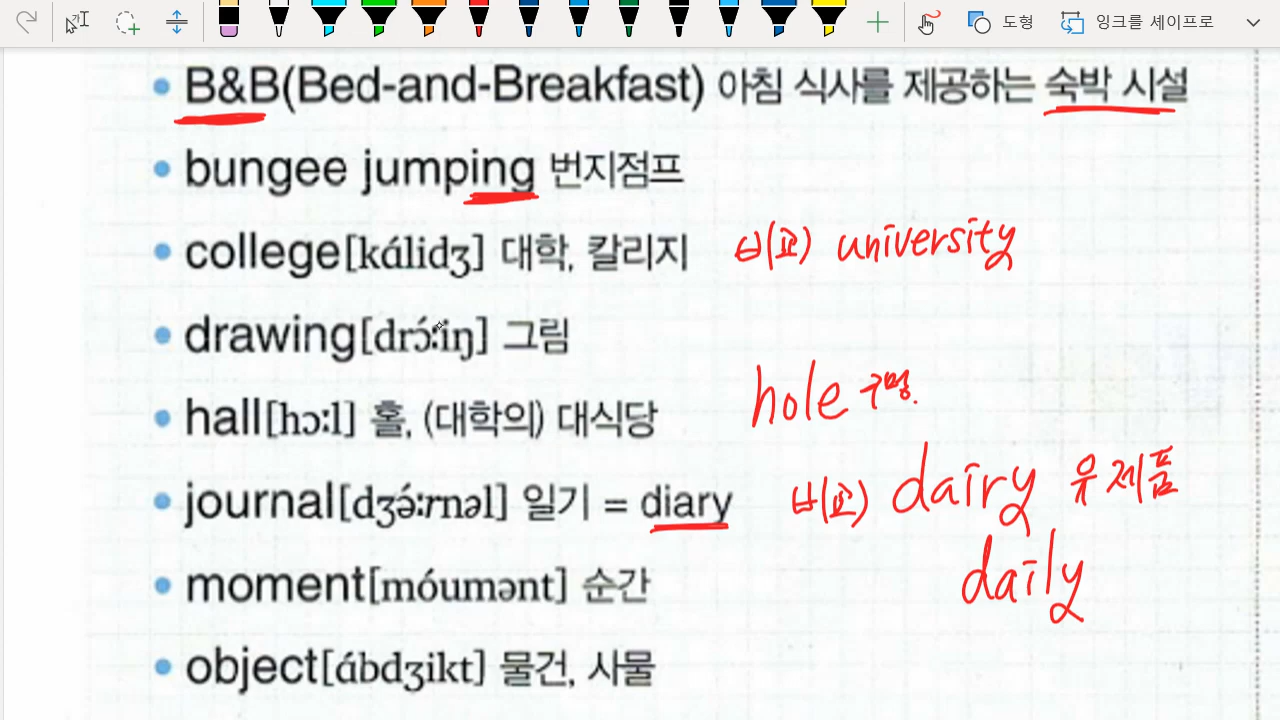 도형
잉크를 셰이프로
B&B(Bed-and-Breakfast) 아침 식사를 제공하는 숙박 시설
bungee jumping 번지점프
college[kálidʒ] 대학, 칼리지 비(교) university
drawing[drɔ́ːiŋ] 그림
hall[hɔːl] 홀, (대학의) 대식당 hole 구멍.
journal[dʒə́ːrnəl] 일기 = diary 비(교) dairy 유제품
daily
moment[móumənt] 순간
object[ábdʒikt] 물건, 사물